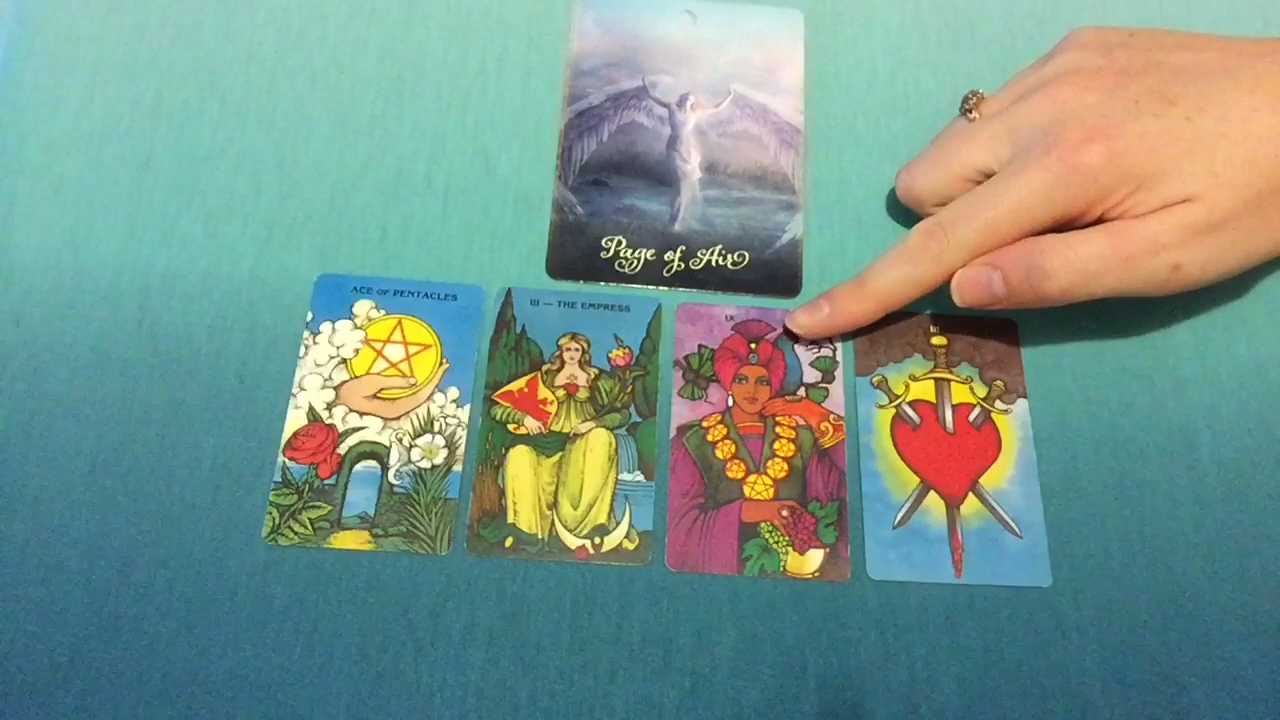 Page of Air
ACE OF PENTACLES
III — THE EMPRESS
IX
III